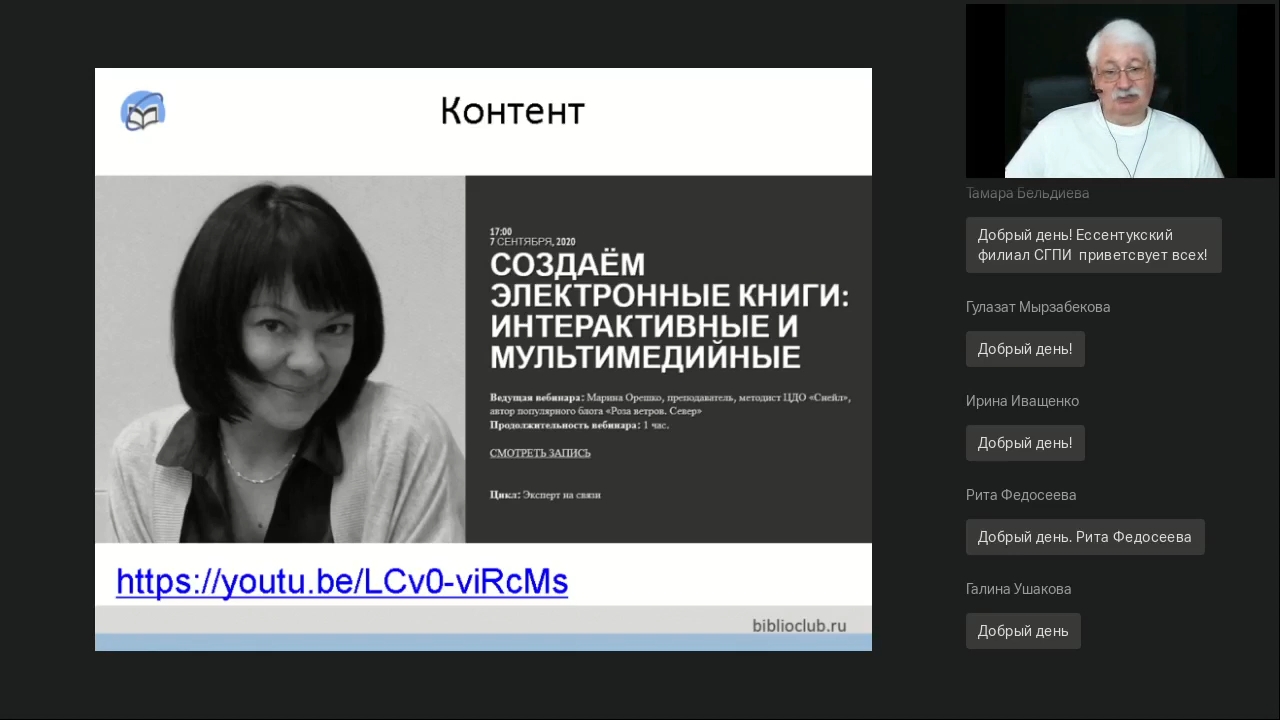 Контент
17:00
7 СЕНТЯБРЯ, 2020
СОЗДАЁМ
ЭЛЕКТРОННЫЕ КНИГИ:
ИНТЕРАКТИВНЫЕ И
МУЛЬТИМЕДИЙНЫЕ
Ведущая вебинара: Марина Орешко, преподаватель, методист ЦДО «Снейл»,
автор популярного блога «Роза ветров. Север»
Продолжительность вебинара: 1 час.
СМОТРЕТЬ ЗАПИСЬ
Цикл: Эксперт на связи
https://youtu.be/LCv0-viRcMs
biblioclub.ru
Тамара Бельдиева
Добрый день! Ессентукский
филиал СГПИ приветсвует всех!
Гулазат Мырзабекова
Добрый день!
Ирина Иващенко
Добрый день!
Рита Федосеева
Добрый день. Рита Федосеева
Галина Ушакова
Добрый день